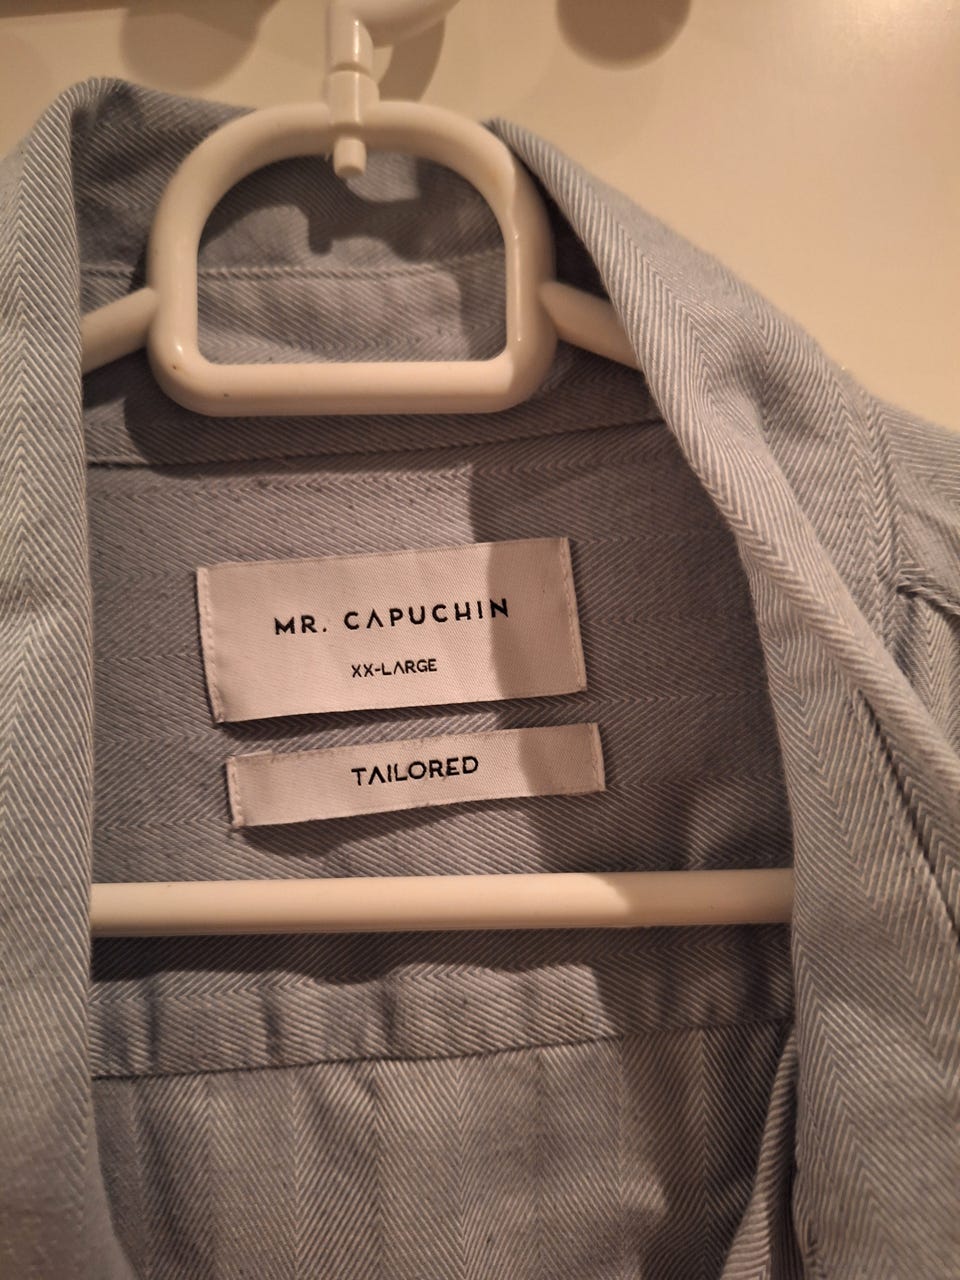 MR. CAPUCHIN
XX-LARGE
TAILORED